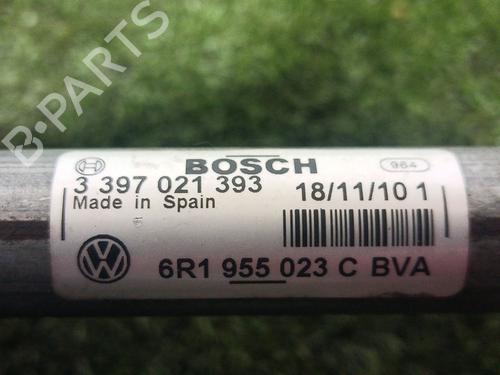 B-PARTS
BOSCH
964
3 397 021 393
18/11/10 1
Made in Spain
6R1 955 023 C BVA